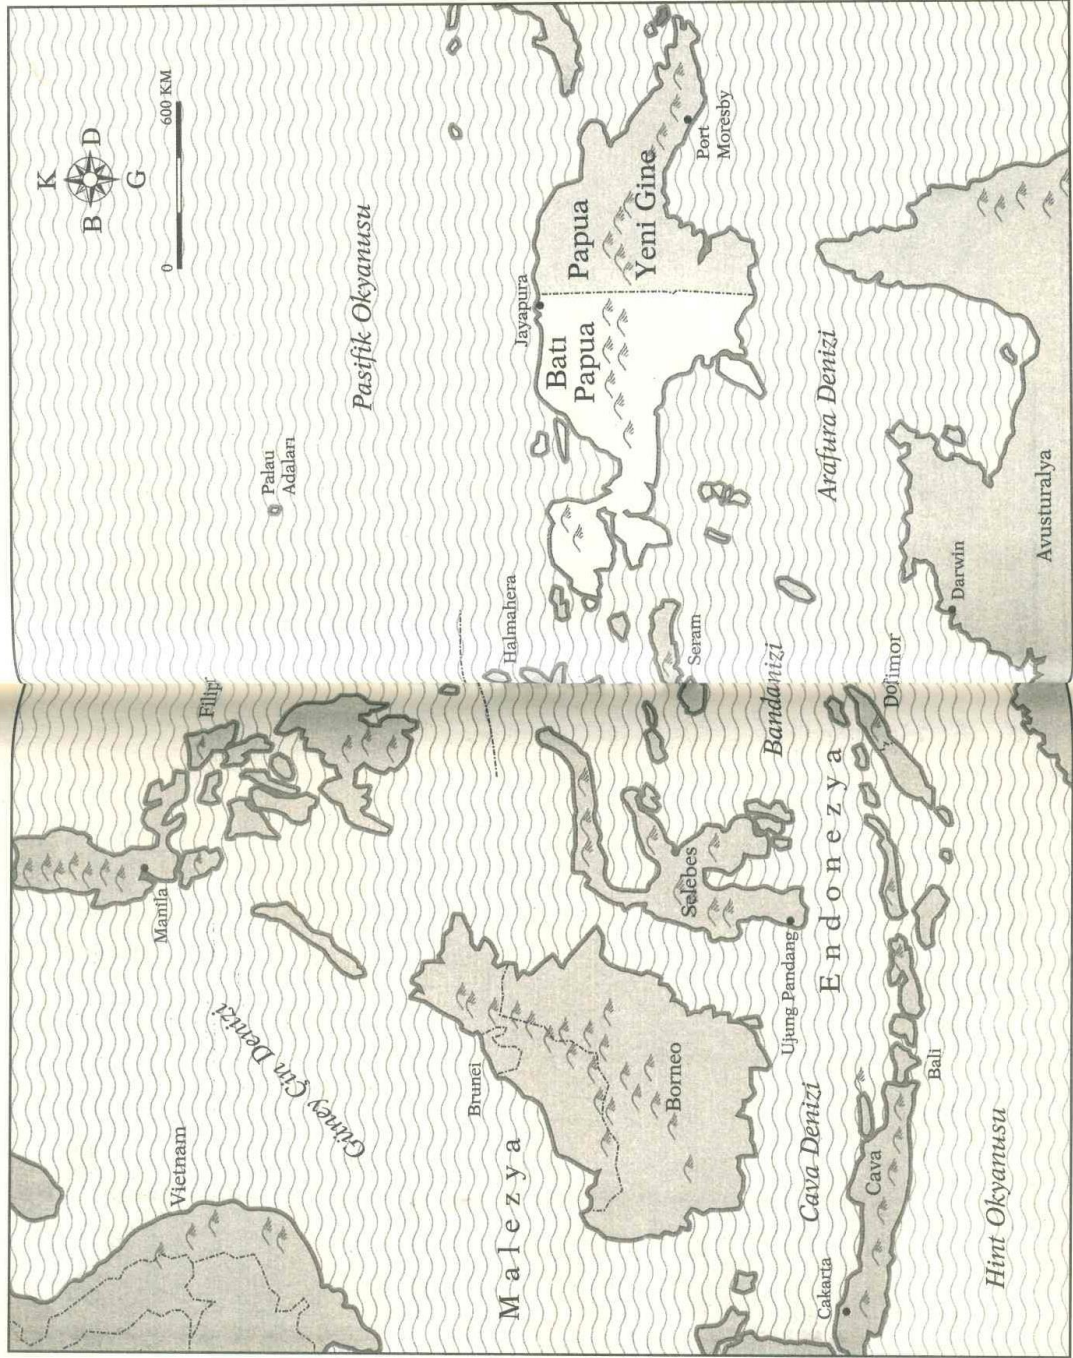 K
B
D
G
0
600 KM
Pasifik Okyanusu
Palau
Adaları
Vietnam
Güney Çin Denizi
Manila
Filipi
Malezya
Brunei
Borneo
Halmahera
Jayapura
Batı
Papua
Papua
Yeni Gine
Port
Moresby
Selebes
Ujung Pandang
Seram
Bandanizi
Endonezya
Cakarta
Cava Denizi
Cava
Bali
Hint Okyanusu
Arafura Denizi
Darwin
Avusturalya